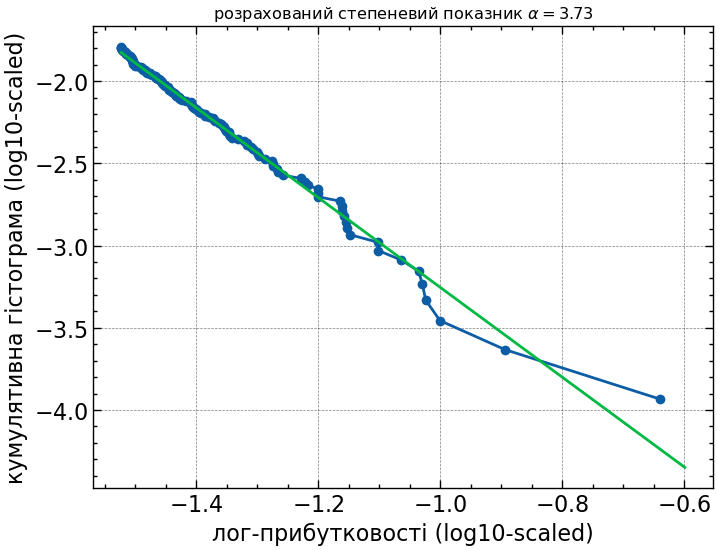 розрахований степеневий показник α = 3.73
кумулятивна гістограма (log10-scaled)
−2.0
−2.5
−3.0
−3.5
−4.0
−1.4 −1.2 −1.0 −0.8 −0.6
лог-прибутковості (log10-scaled)